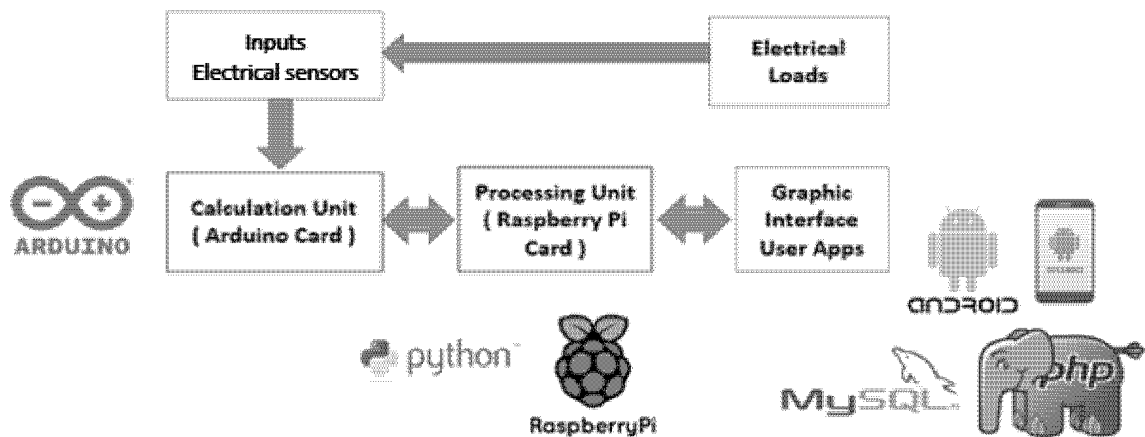 Inputs
Electrical sensors
Electrical
Loads
ARDUINO
Calculation Unit
( Arduino Card )
Processing Unit
( Raspberry Pi
Card )
Graphic
Interface
User Apps
ANDROID
python
RaspberryPi
MySQL
php